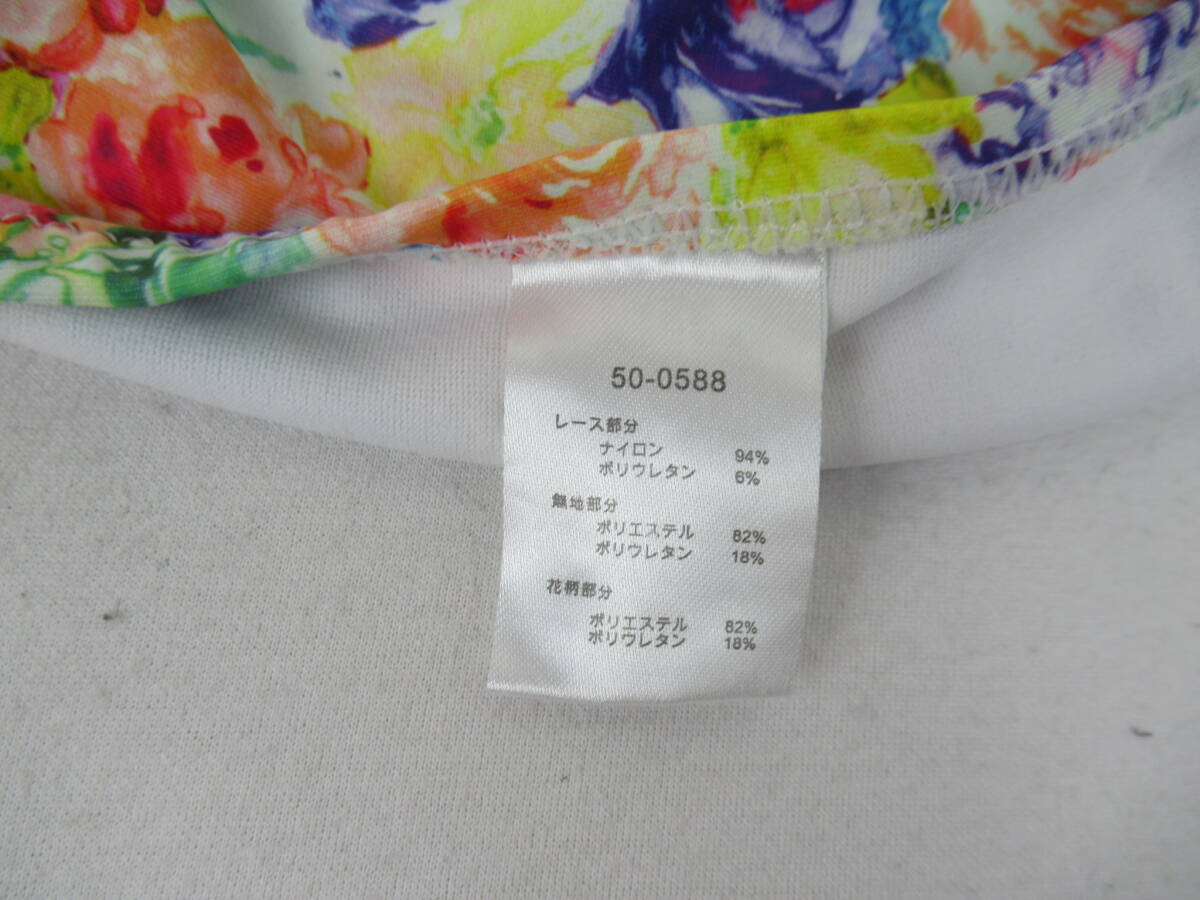 50-0588
レース部分
ナイロン 94%
ポリウレタン 6%
無地部分
ポリエステル 82%
ポリウレタン 18%
花柄部分
ポリエステル 82%
ポリウレタン 18%